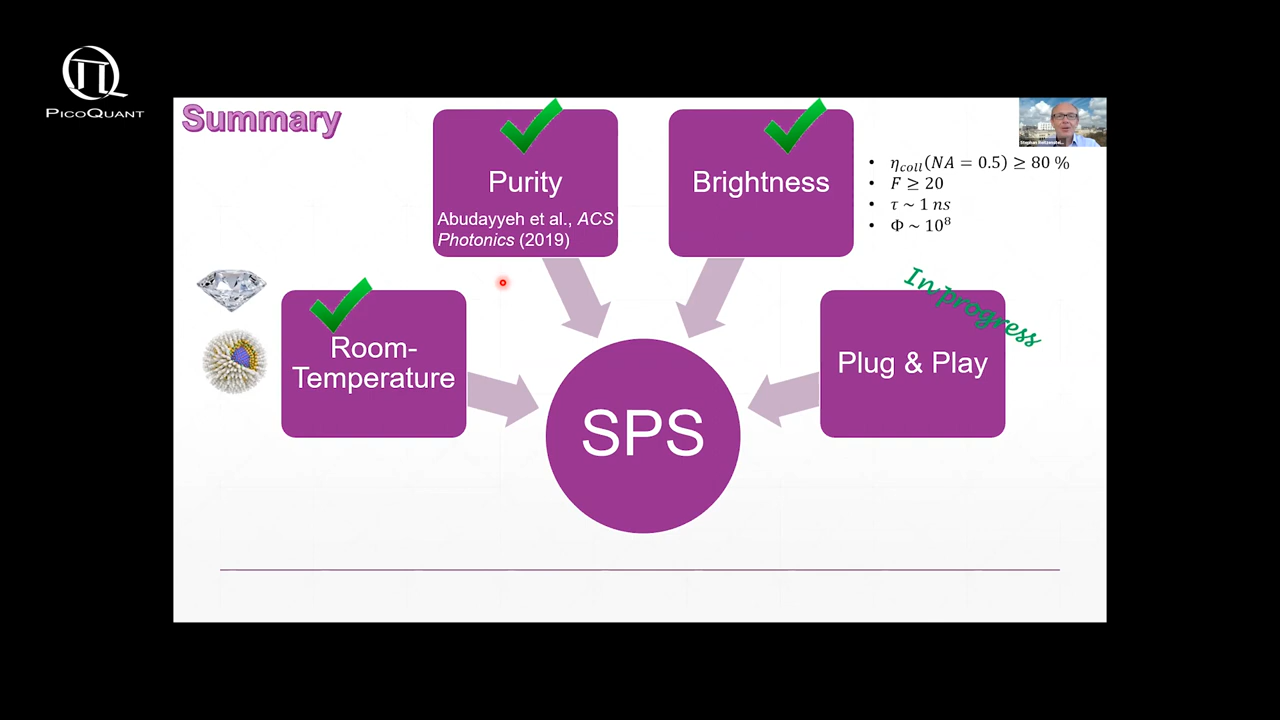 PICOQUANT
Summary
Purity
Abudayyeh et al., ACS
Photonics (2019)
Brightness
• η_coll(NA = 0.5) ≥ 80 %
• F ≥ 20
• τ ~ 1 ns
• Φ ~ 10⁸
In progress
Room-
Temperature
Plug & Play
SPS